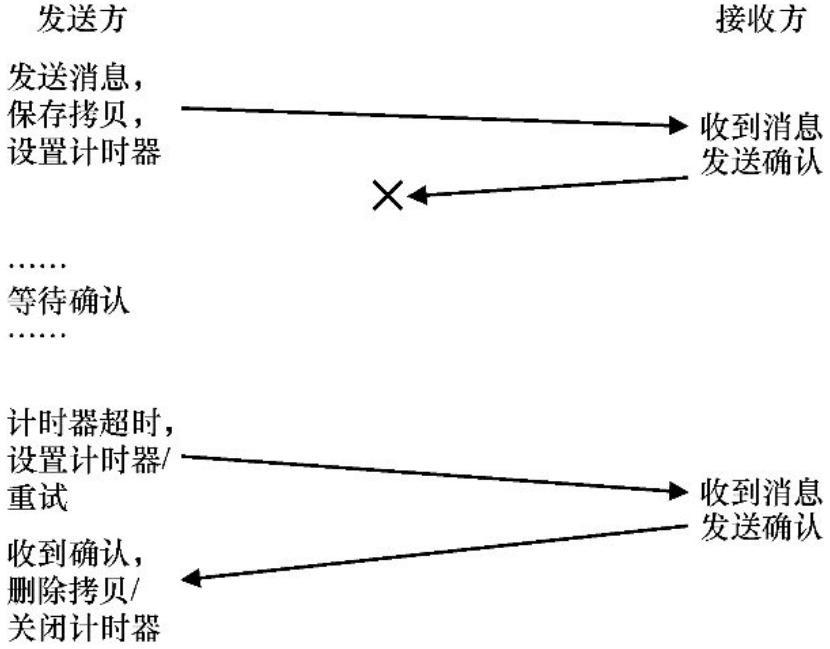 发送方
接收方
发送消息，
保存拷贝，
设置计时器
收到消息
发送确认
……
等待确认
……
计时器超时，
设置计时器/
重试
收到消息
发送确认
收到确认，
删除拷贝/
关闭计时器